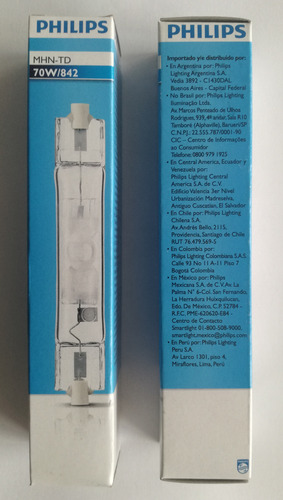 PHILIPS
MHN-TD
70W/842
PHILIPS
Importado y/o distribuido por:
• En Argentina por: Philips
Lighting Argentina S.A.
Vedia 3892 - C1430DAL
Buenos Aires - Capital Federal
• No Brasil por: Philips Lighting
Iluminação Ltda.
Av Marcos Penteado de Ulhoa
Rodrigues, 939, 4º andar, Sala R10
Tamboré (Alphaville), Barueri/SP
C.N.P.J.: 22.555.787/0001-90
CIC – Centro de Informações
ao Consumidor
Telefone: 0800 979 1925
• En Central America, Ecuador y
Venezuela por:
Philips Lighting Central
America S.A. de C.V.
Edificio Valencia 3er Nivel
Urbanización Madreselva,
Antiguo Cuscatlan, El Salvador
• En Chile por: Philips Lighting
Chilena S.A.
Av. Andrés Bello, 2115,
Providencia, Santiago de Chile.
RUT 76.479.569-5
• En Colombia por:
Philips Lighting Colombiana S.A.S
Calle 93 No 11 A-11 Piso 7
Bogota Colombia
• En México por: Philips
Mexicana S.A. de C.V. Av. La
Palma N° 6-Col. San Fernando,
La Herradura Huixquilucan,
Edo. De México, C.P. 52784 -
R.F.C. PME-620620-E84 -
Centro de Contacto
Smartlight 01-800-508-9000,
smartlight.mexico@philips.com
• En Perú por: Philips Lighting
Peru S.A.
Av Larco 1301, piso 4,
Miraflores, Lima, Perú